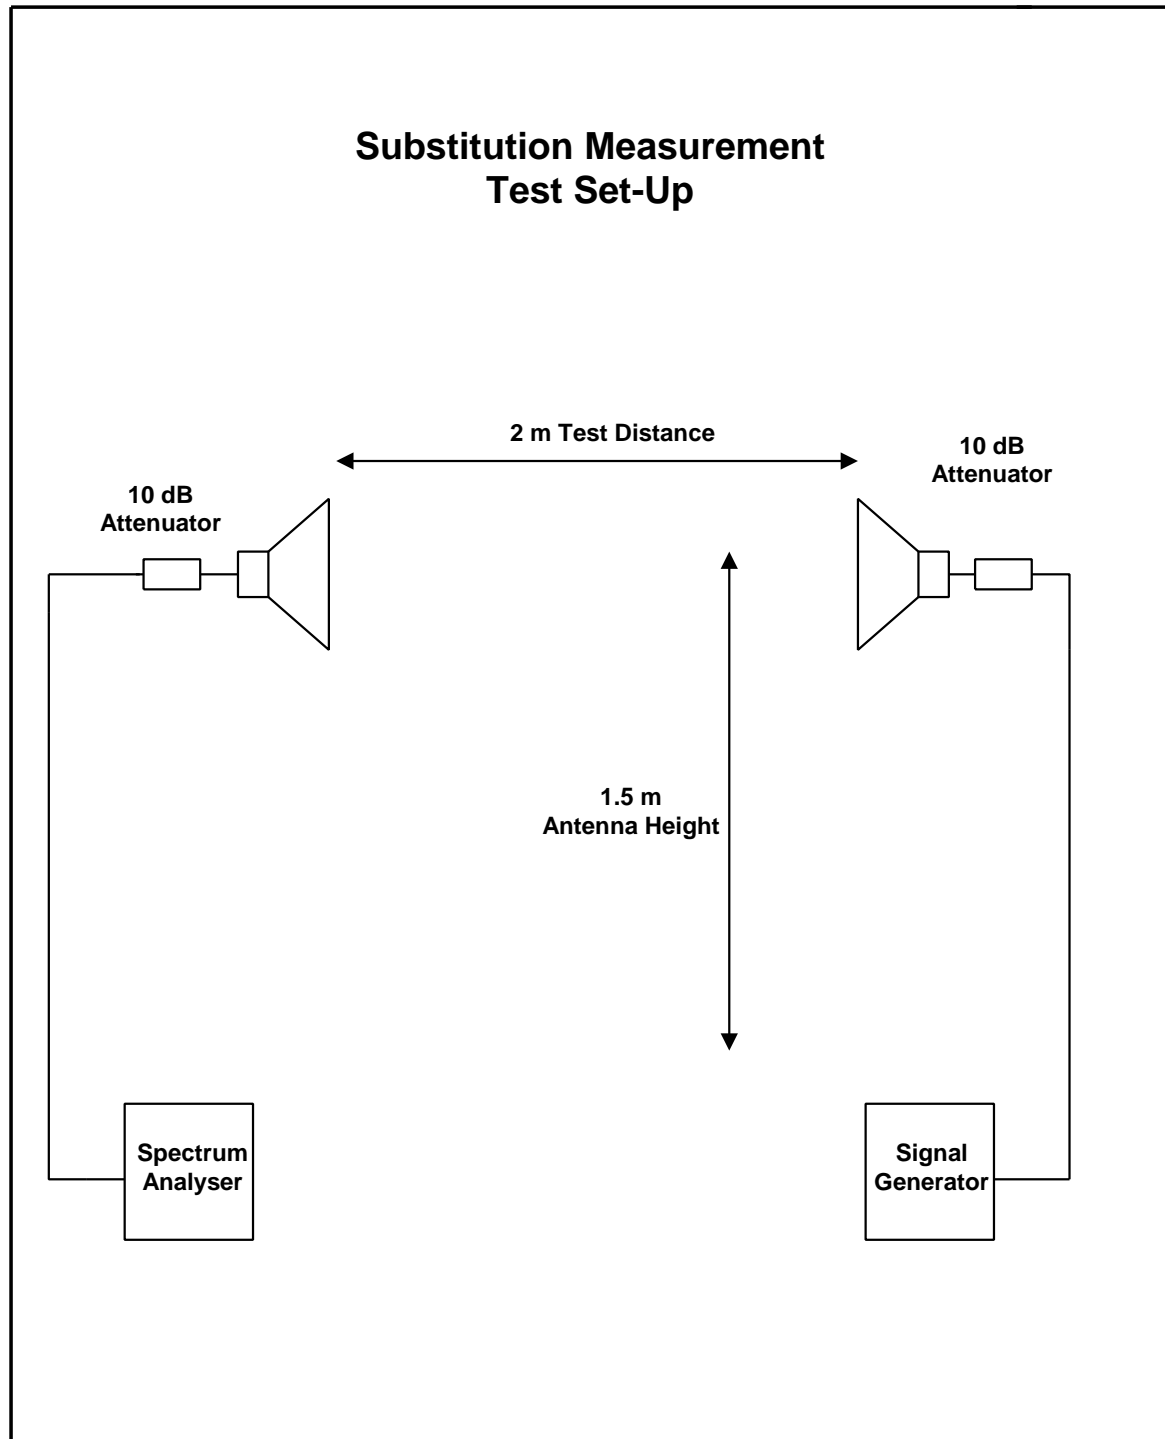 Substitution Measurement
Test Set-Up
2 m Test Distance
10 dB
Attenuator
10 dB
Attenuator
1.5 m
Antenna Height
Spectrum
Analyser
Signal
Generator